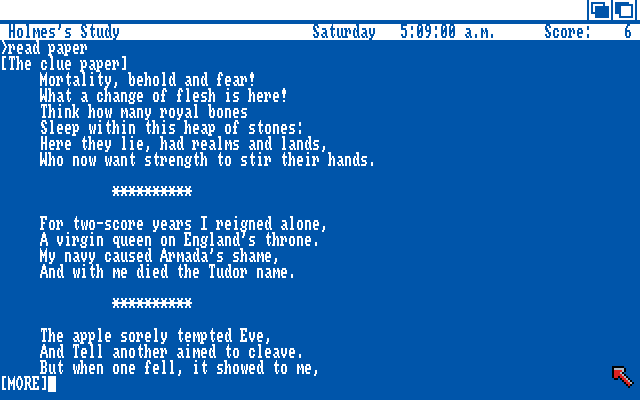 Holmes's Study Saturday 5:09:00 a.m. Score: 6
>read paper
[The clue paper]
Mortality, behold and fear!
What a change of flesh is here!
Think how many royal bones
Sleep within this heap of stones:
Here they lie, had realms and lands,
Who now want strength to stir their hands.
**********
For two-score years I reigned alone,
A virgin queen on England's throne.
My navy caused Armada's shame,
And with me died the Tudor name.
**********
The apple sorely tempted Eve,
And Tell another aimed to cleave.
But when one fell, it showed to me,
[MORE]